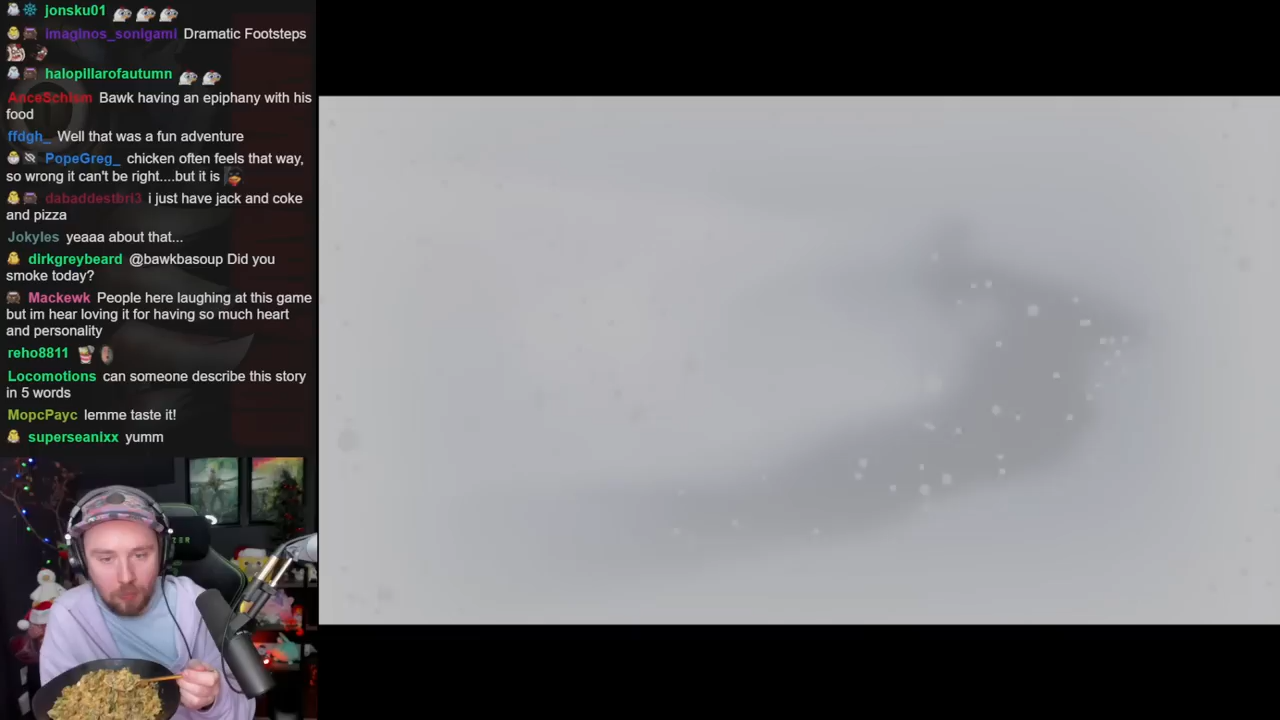 jonsku01
imaginos_sonigami Dramatic Footsteps
halopillarofautumn
AnceSchism Bawk having an epiphany with his
food
ffdgh_ Well that was a fun adventure
PopeGreg_ chicken often feels that way,
so wrong it can't be right....but it is
dabaddestbri3 i just have jack and coke
and pizza
Jokyles yeaaa about that...
dirkgreybeard @bawkbasoup Did you
smoke today?
Mackewk People here laughing at this game
but im hear loving it for having so much heart
and personality
reho8811
Locomotions can someone describe this story
in 5 words
MopcPayc lemme taste it!
superseanixx yumm